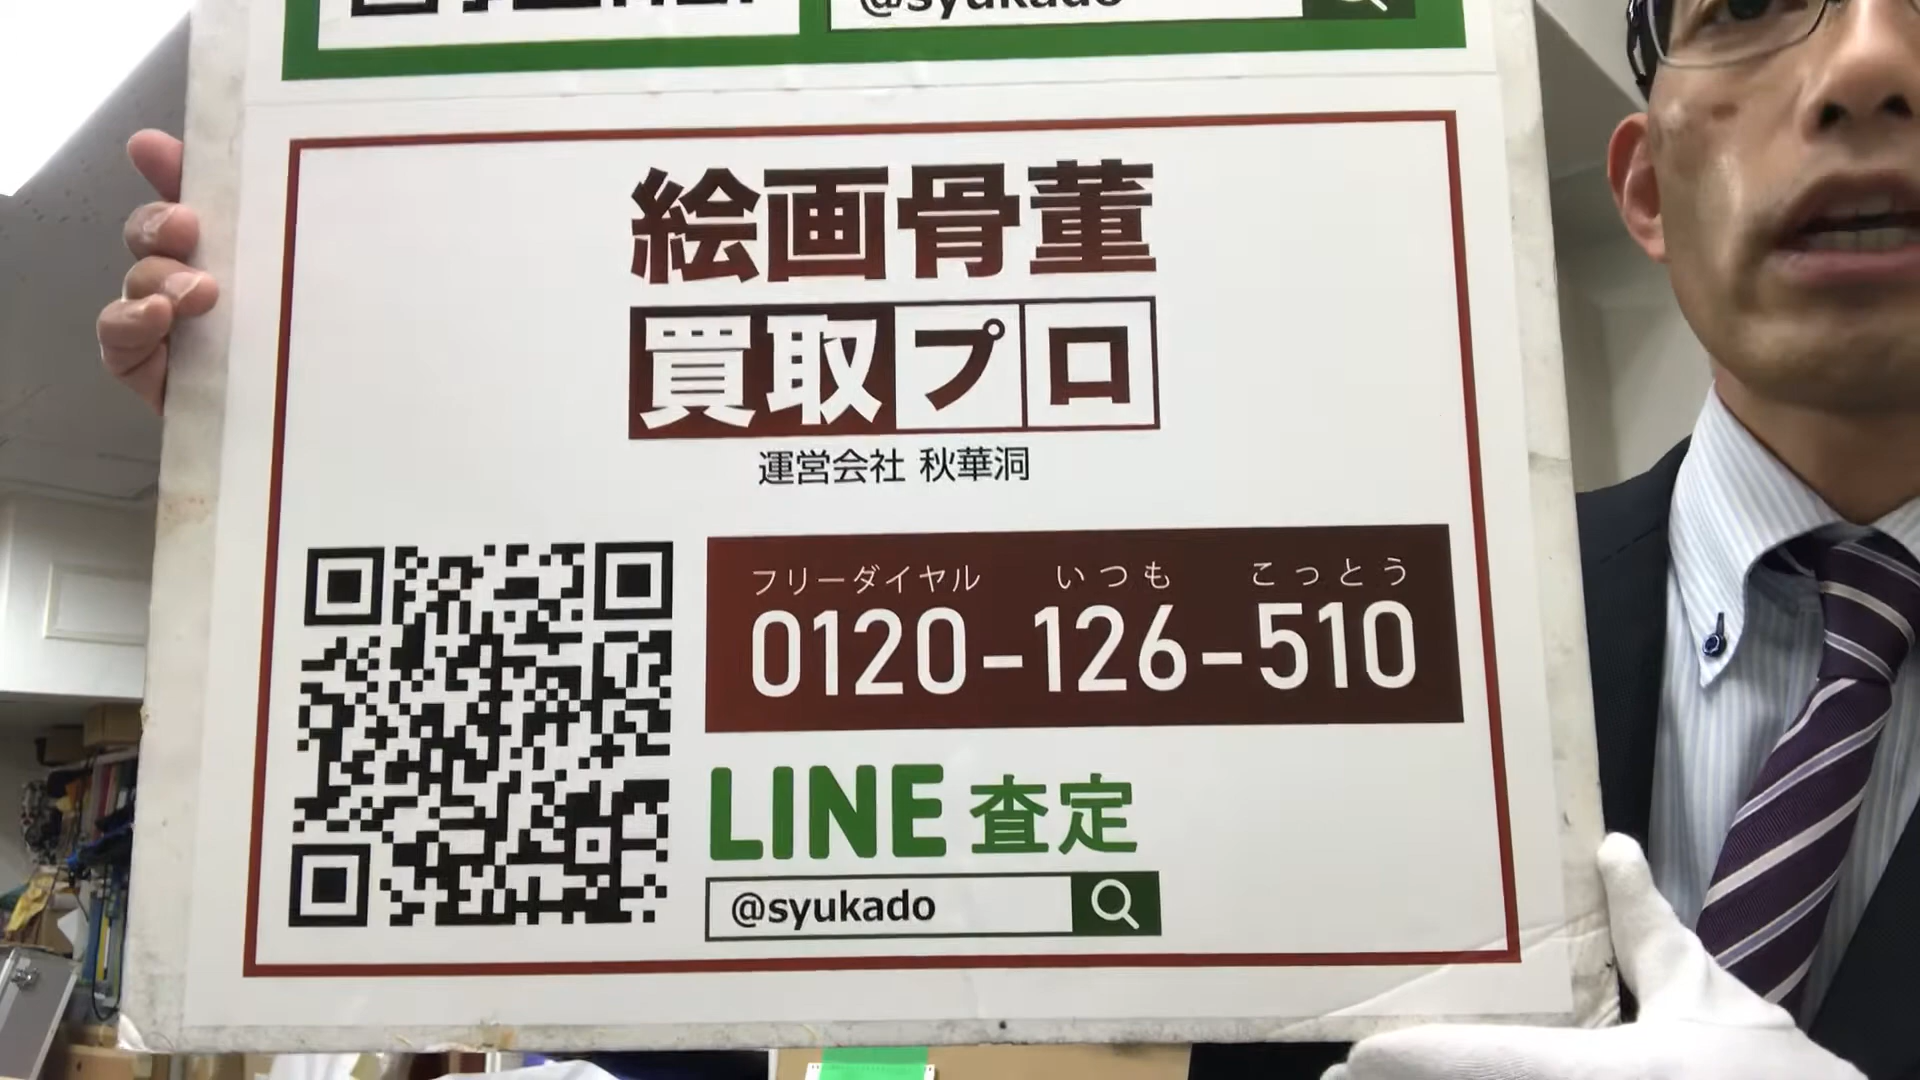 @syukado
絵画骨董
買取プロ
運営会社 秋華洞
フリーダイヤル いつも こっとう
0120-126-510
LINE 査定
@syukado